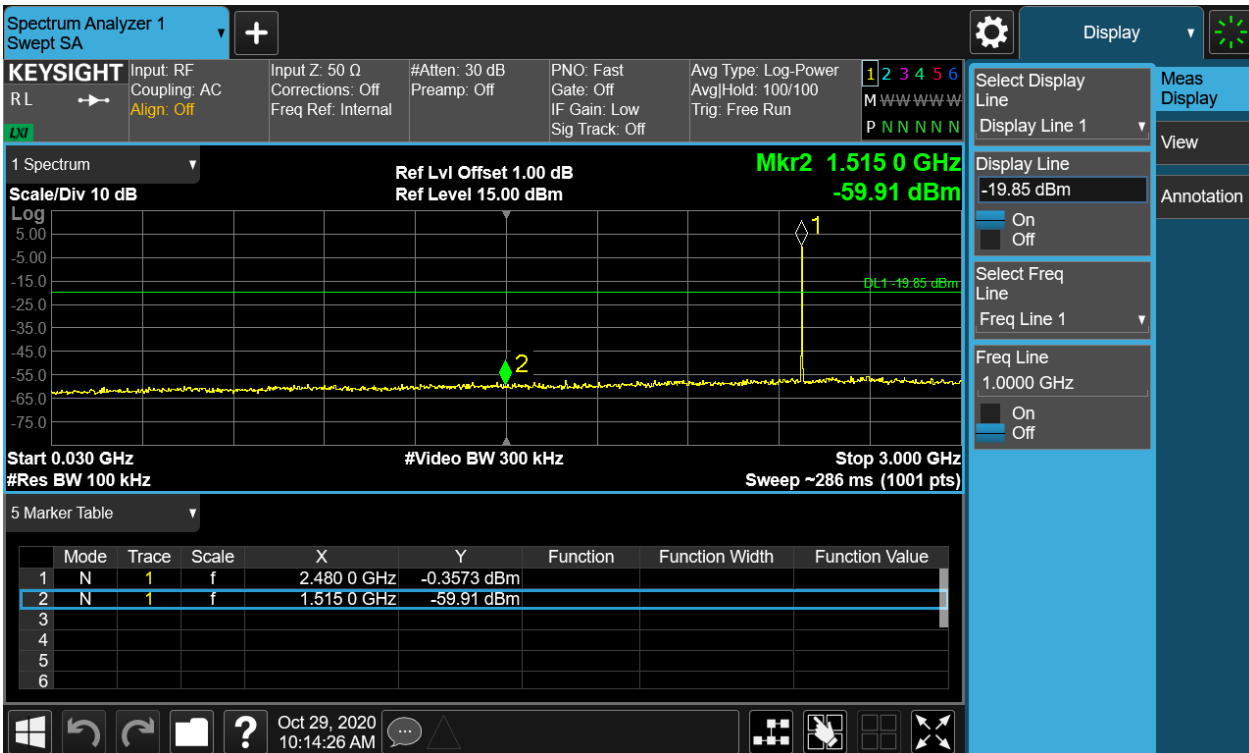 Spectrum Analyzer 1
Swept SA
Display
KEYSIGHT
R L
LXI
Input: RF
Coupling: AC
Align: Off
Input Z: 50 Ω
Corrections: Off
Freq Ref: Internal
#Atten: 30 dB
Preamp: Off
PNO: Fast
Gate: Off
IF Gain: Low
Sig Track: Off
Avg Type: Log-Power
Avg|Hold: 100/100
Trig: Free Run
1 2 3 4 5 6
M W W W W W
P N N N N N
1 Spectrum
Scale/Div 10 dB
Ref Lvl Offset 1.00 dB
Ref Level 15.00 dBm
Mkr2 1.515 0 GHz
-59.91 dBm
Log
5.00
-5.00
-15.0
-25.0
-35.0
-45.0
-55.0
-65.0
-75.0
1
DL1 -19.85 dBm
2
Start 0.030 GHz
#Video BW 300 kHz
Stop 3.000 GHz
#Res BW 100 kHz
Sweep ~286 ms (1001 pts)
5 Marker Table
Mode Trace Scale X Y Function Function Width Function Value
1 N 1 f 2.480 0 GHz -0.3573 dBm
2 N 1 f 1.515 0 GHz -59.91 dBm
3
4
5
6
Select Display
Line
Display Line 1
Display Line
-19.85 dBm
On
Off
Select Freq
Line
Freq Line 1
Freq Line
1.0000 GHz
On
Off
Meas
Display
View
Annotation
?
Oct 29, 2020
10:14:26 AM